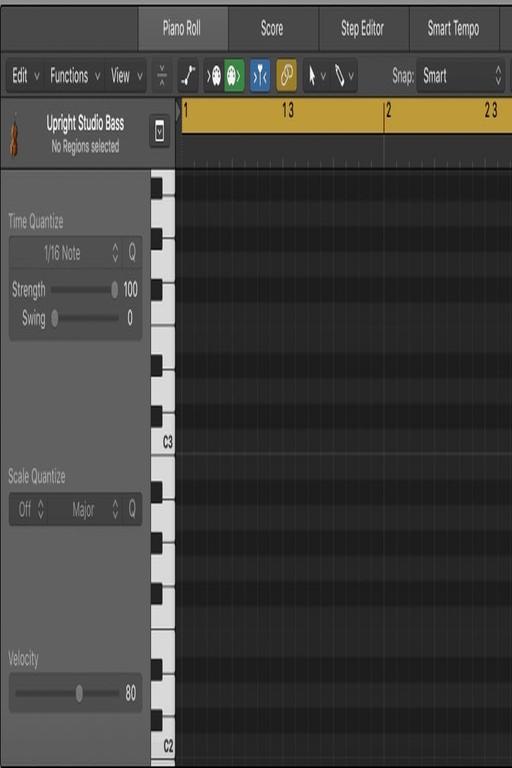 Piano Roll Score Step Editor Smart Tempo
Edit Functions View Snap: Smart
1 1 3 2 2 3
Upright Studio Bass
No Regions selected
Time Quantize
1/16 Note Q
Strength 100
Swing 0
C3
Scale Quantize
Off Major Q
Velocity
80
C2